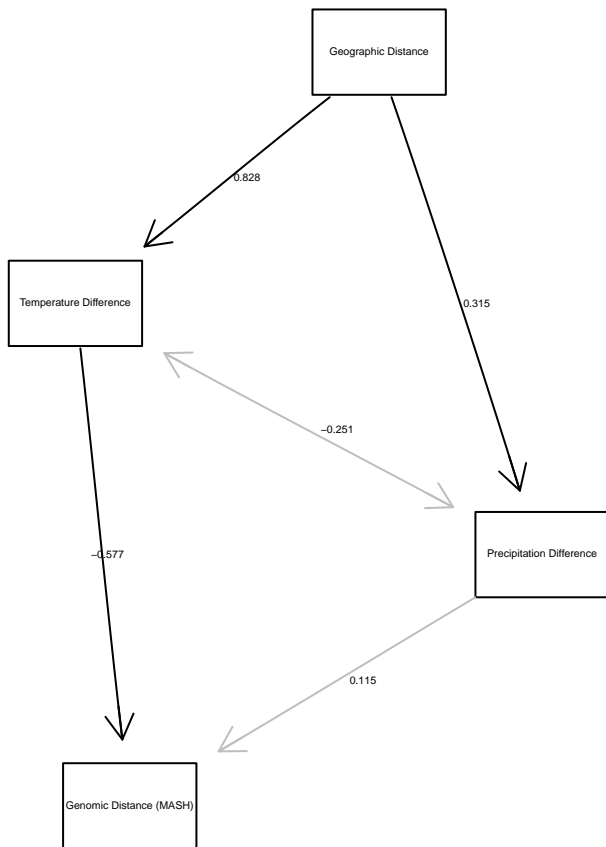 Geographic Distance
0.828
Temperature Difference
0.315
−0.251
−0.577
Precipitation Difference
0.115
Genomic Distance (MASH)